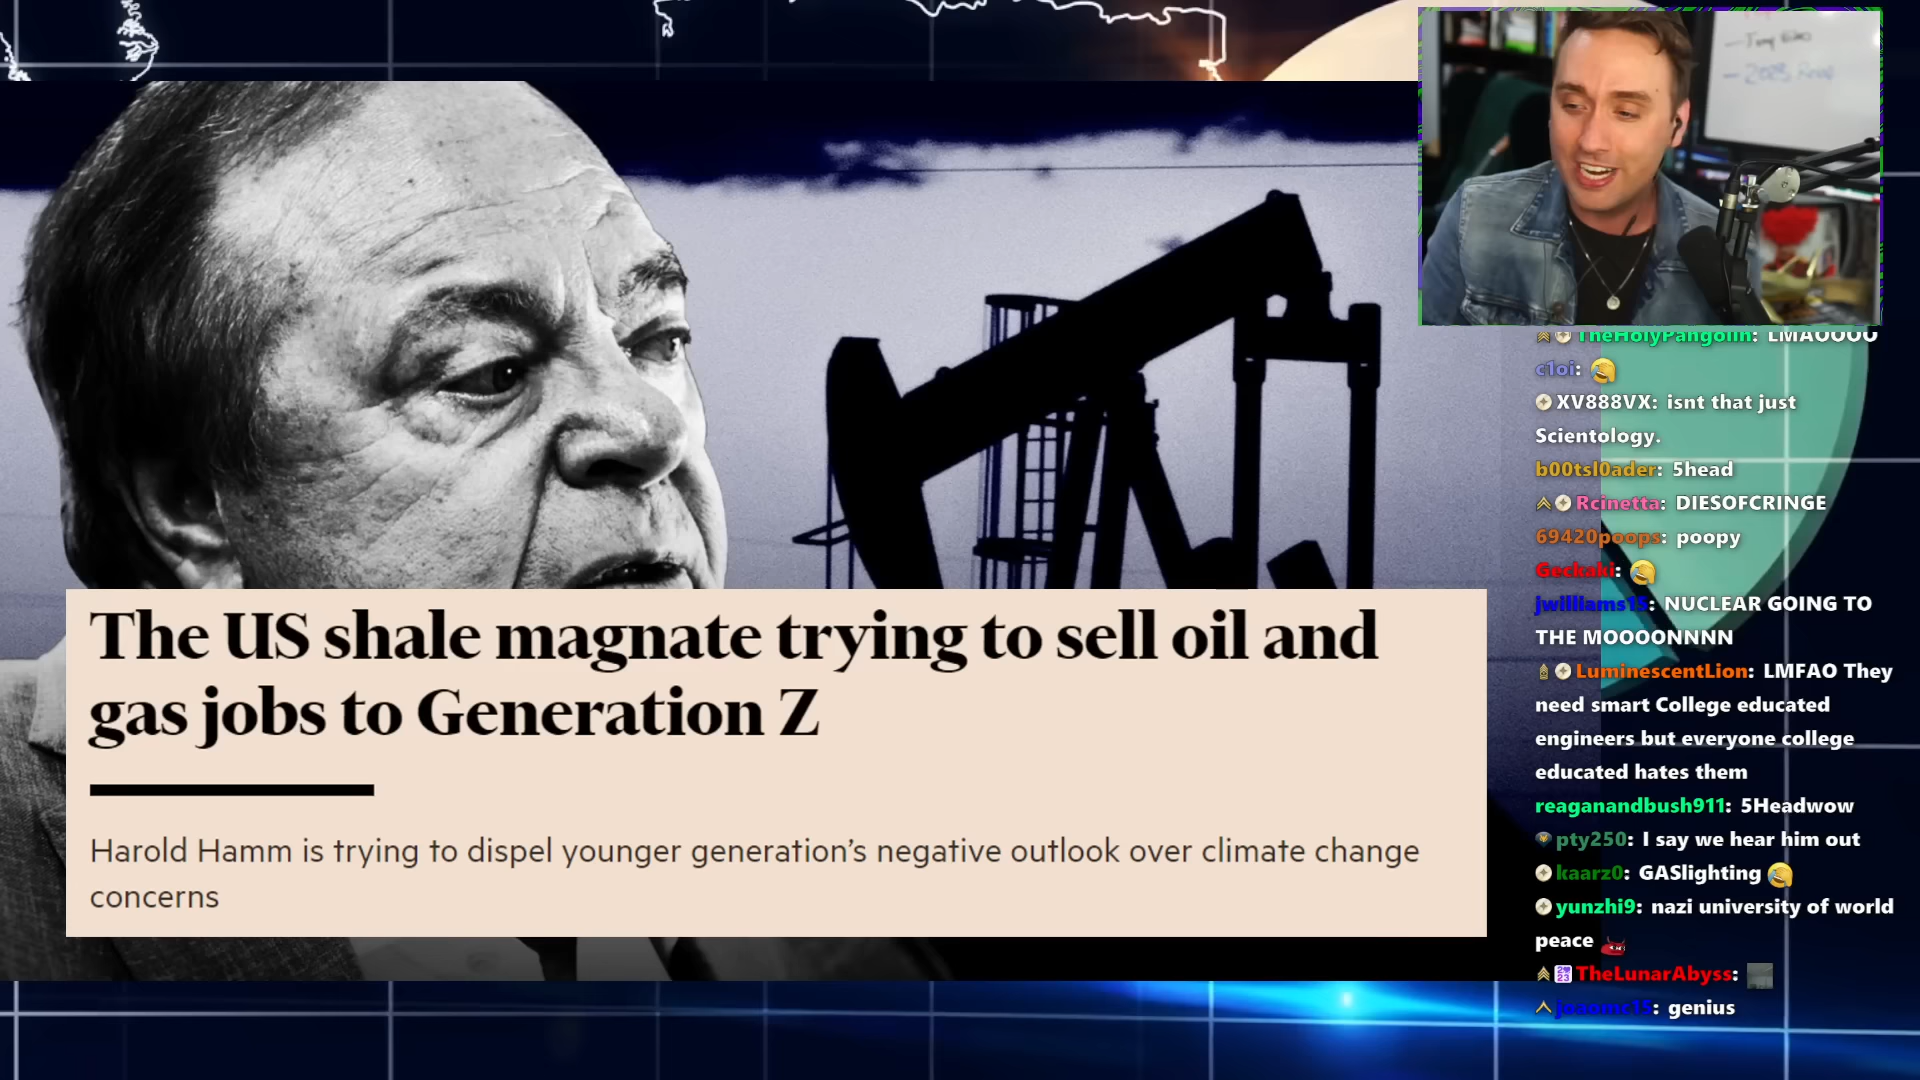 The US shale magnate trying to sell oil and
gas jobs to Generation Z
Harold Hamm is trying to dispel younger generation's negative outlook over climate change
concerns
TheHolyPangolin: LMAOOOO
c1oi:
XV888VX: isnt that just
Scientology.
b00tsl0ader: 5head
Rcinetta: DIESOFCRINGE
69420poops: poopy
Geckaki:
jwilliams15: NUCLEAR GOING TO
THE MOOOONNNN
LuminescentLion: LMFAO They
need smart College educated
engineers but everyone college
educated hates them
reaganandbush911: 5Headwow
pty250: I say we hear him out
kaarz0: GASlighting
yunzhi9: nazi university of world
peace
TheLunarAbyss:
joaomc15: genius